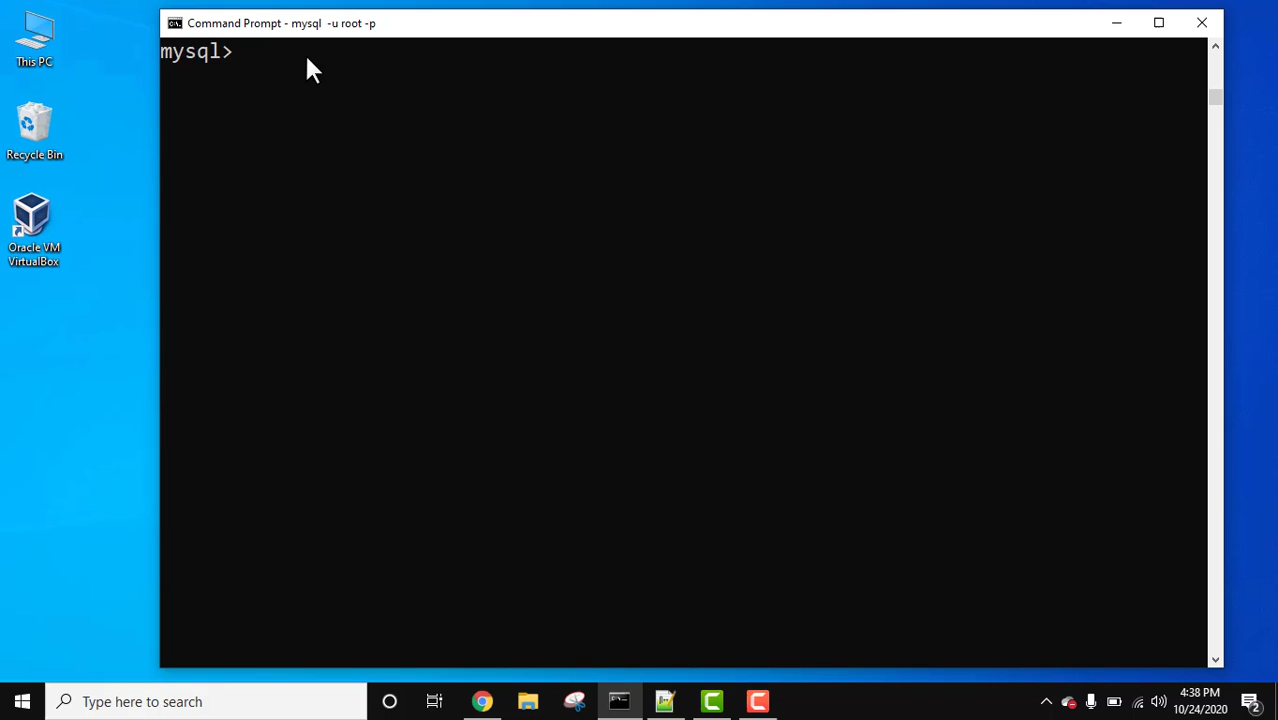 This PC
Recycle Bin
Oracle VM
VirtualBox
Command Prompt - mysql  -u root -p
mysql>
Type here to search
4:38 PM
10/24/2020
2